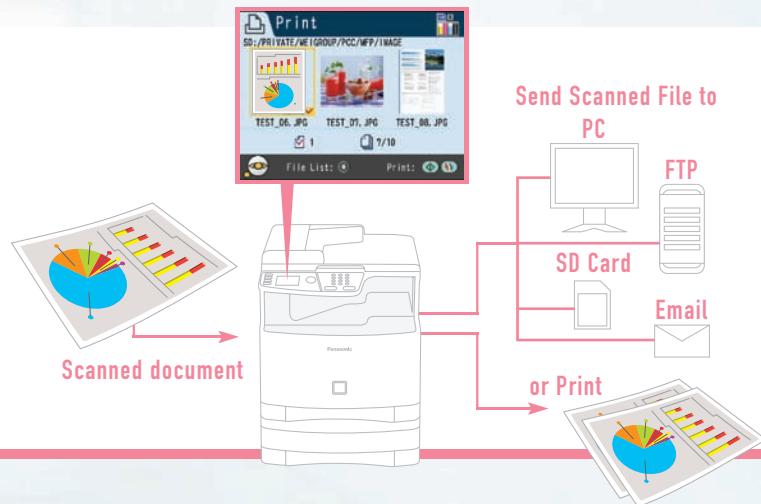 Print
SD:/PRIVATE/MEIGROUP/PCC/MFP/IMAGE
TEST_06. JPG TEST_07. JPG TEST_08. JPG
1 7/10
File List: Print:
Send Scanned File to
PC
FTP
SD Card
Email
Scanned document
Panasonic
or Print